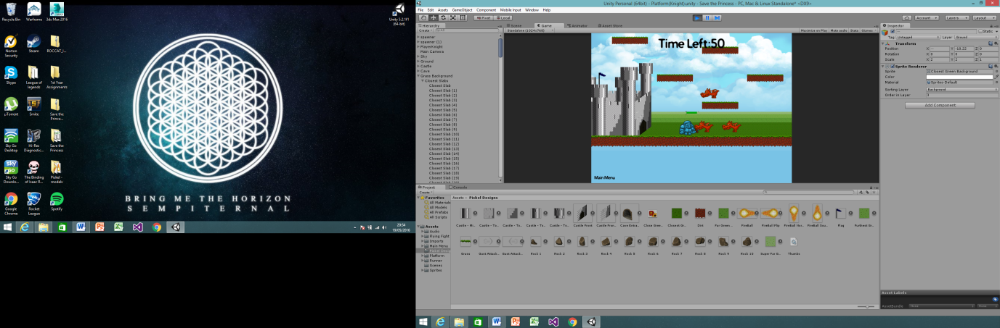 Recycle Bin
Warframe
3ds Max 2016
Unity 5.2.1f1
(64-bit)
Norton
Security
Steam
ROCCAT_I...
Skype
League of
legends
1st Year
Assignments
µTorrent
Smite
Save the
Prince...
Sky Go
Desktop
Hi-Rez
Diagnostic...
Save the
Princess
Sky Go
Downlo...
The Binding
of Isaac R...
Piskel -
models
Google
Chrome
Rocket
League
Spotify
BRING ME THE HORIZON
SEMPITERNAL
20:54
19/05/2016
Unity Personal (64bit) - Platform(Knight).unity - Save the Princess - PC, Mac & Linux Standalone* <DX9>
File Edit Assets GameObject Component Mobile Input Window Help
Pivot Local
Account Layers Layout
Hierarchy
Create
spawner
spawner (1)
PlayerKnight
Main Camera
Sky
Ground
Castle
Cave
Grass Background
Closest Slabs
Closest Slab
Closest Slab (1)
Closest Slab (2)
Closest Slab (3)
Closest Slab (4)
Closest Slab (5)
Closest Slab (6)
Closest Slab (7)
Closest Slab (8)
Closest Slab (9)
Closest Slab (10)
Closest Slab (11)
Closest Slab (12)
Closest Slab (13)
Closest Slab (14)
Closest Slab (15)
Closest Slab (16)
Closest Slab (17)
Closest Slab (18)
Closest Slab (19)
Scene Game Animator Asset Store
Standalone (1024x768)
Maximize on Play Mute audio Stats Gizmos
Time Left:50
Main Menu
Inspector
Static
Tag Untagged Layer Ground
Transform
Position X — Y -10.22 Z 0
Rotation X 0 Y 0 Z 0
Scale X 2 Y 2 Z 1
Sprite Renderer
Sprite Closest Green Background
Color
Material Sprites-Default
Sorting Layer Background
Order in Layer 3
Add Component
Project Console
Create
Favorites
All Materials
All Models
All Prefabs
All Scripts
Assets
Audio
Flying Fight
Imports
Main Menu
Platform
Runner
Scenes
Sprites
Assets Piskel Designs
Castle - Mi... Castle - To... Castle - To... Castle - To... Castle - To... Castle Front Castle Front Cave Entra... Close Gree... Closest Gr... Dirt Far Green... FireBall FireBall Flip FireBall Hor... FireBall Sou... Flag Furthest Gr...
Grass Gust Attack... Gust Attack... Rock 1 Rock 2 Rock 3 Rock 4 Rock 5 Rock 6 Rock 7 Rock 8 Rock 9 Rock 10 Super Far G... Thumbs
Asset Labels
AssetBundle None None